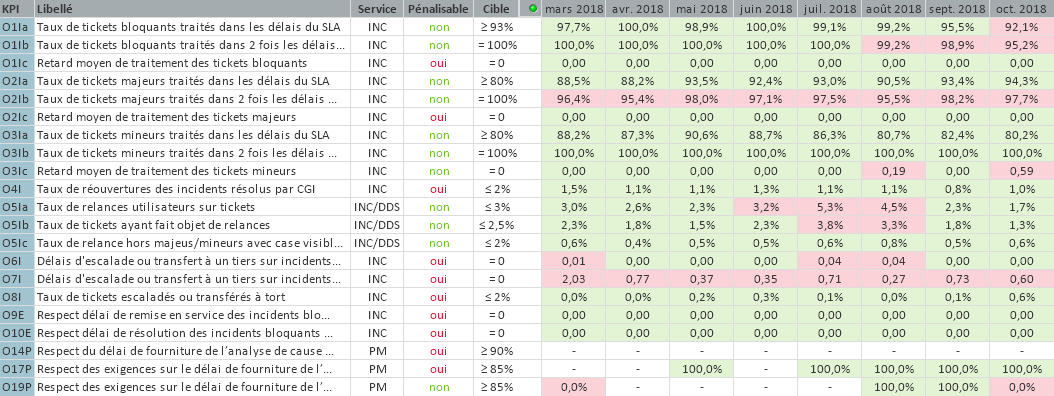 KPI Libellé Service Pénalisable Cible mars 2018 avr. 2018 mai 2018 juin 2018 juil. 2018 août 2018 sept. 2018 oct. 2018
O1Ia Taux de tickets bloquants traités dans les délais du SLA INC non ≥ 93% 97,7% 100,0% 98,9% 100,0% 99,1% 99,2% 95,5% 92,1%
O1Ib Taux de tickets bloquants traités dans 2 fois les délais... INC non = 100% 100,0% 100,0% 100,0% 100,0% 100,0% 99,2% 98,9% 95,2%
O1Ic Retard moyen de traitement des tickets bloquants INC oui = 0 0,00 0,00 0,00 0,00 0,00 0,00 0,00 0,00
O2Ia Taux de tickets majeurs traités dans les délais du SLA INC non ≥ 80% 88,5% 88,2% 93,5% 92,4% 93,0% 90,5% 93,4% 94,3%
O2Ib Taux de tickets majeurs traités dans 2 fois les délais ... INC non = 100% 96,4% 95,4% 98,0% 97,1% 97,5% 95,5% 98,2% 97,7%
O2Ic Retard moyen de traitement des tickets majeurs INC oui = 0 0,00 0,00 0,00 0,00 0,00 0,00 0,00 0,00
O3Ia Taux de tickets mineurs traités dans les délais du SLA INC non ≥ 80% 88,2% 87,3% 90,6% 88,7% 86,3% 80,7% 82,4% 80,2%
O3Ib Taux de tickets mineurs traités dans 2 fois les délais ... INC non = 100% 100,0% 100,0% 100,0% 100,0% 100,0% 100,0% 100,0% 100,0%
O3Ic Retard moyen de traitement des tickets mineurs INC non = 0 0,00 0,00 0,00 0,00 0,00 0,19 0,00 0,59
O4I Taux de réouvertures des incidents résolus par CGI INC oui ≤ 2% 1,5% 1,1% 1,1% 1,3% 1,1% 1,1% 0,8% 1,0%
O5Ia Taux de relances utilisateurs sur tickets INC/DDS non ≤ 3% 3,0% 2,6% 2,3% 3,2% 5,3% 4,5% 2,3% 1,7%
O5Ib Taux de tickets ayant fait objet de relances INC/DDS non ≤ 2,5% 2,3% 1,8% 1,5% 2,3% 3,8% 3,3% 1,8% 1,3%
O5Ic Taux de relance hors majeus/mineurs avec case visibl... INC/DDS non ≤ 2% 0,6% 0,4% 0,5% 0,5% 0,6% 0,8% 0,5% 0,6%
O6I Délais d'escalade ou transfert à un tiers sur incidents... INC oui = 0 0,01 0,00 0,00 0,00 0,04 0,04 0,00 0,00
O7I Délais d'escalade ou transfert à un tiers sur incidents... INC oui = 0 2,03 0,77 0,37 0,35 0,71 0,27 0,73 0,60
O8I Taux de tickets escaladés ou transférés à tort INC oui ≤ 2% 0,0% 0,0% 0,2% 0,3% 0,1% 0,0% 0,1% 0,6%
O9E Respect délai de remise en service des incidents blo... INC oui = 0 0,00 0,00 0,00 0,00 0,00 0,00 0,00 0,00
O10E Respect délai de résolution des incidents bloquants ... INC oui = 0 0,00 0,00 0,00 0,00 0,00 0,00 0,00 0,00
O14P Respect du délai de fourniture de l'analyse de cause ... PM oui ≥ 90% - - - - - - - -
O17P Respect des exigences sur le délai de fourniture de l'... PM oui ≥ 85% - - 100,0% - 100,0% 100,0% 100,0% 100,0%
O19P Respect des exigences sur le délai de fourniture de l'... PM non ≥ 85% 0,0% - - - - 100,0% 100,0% 0,0%